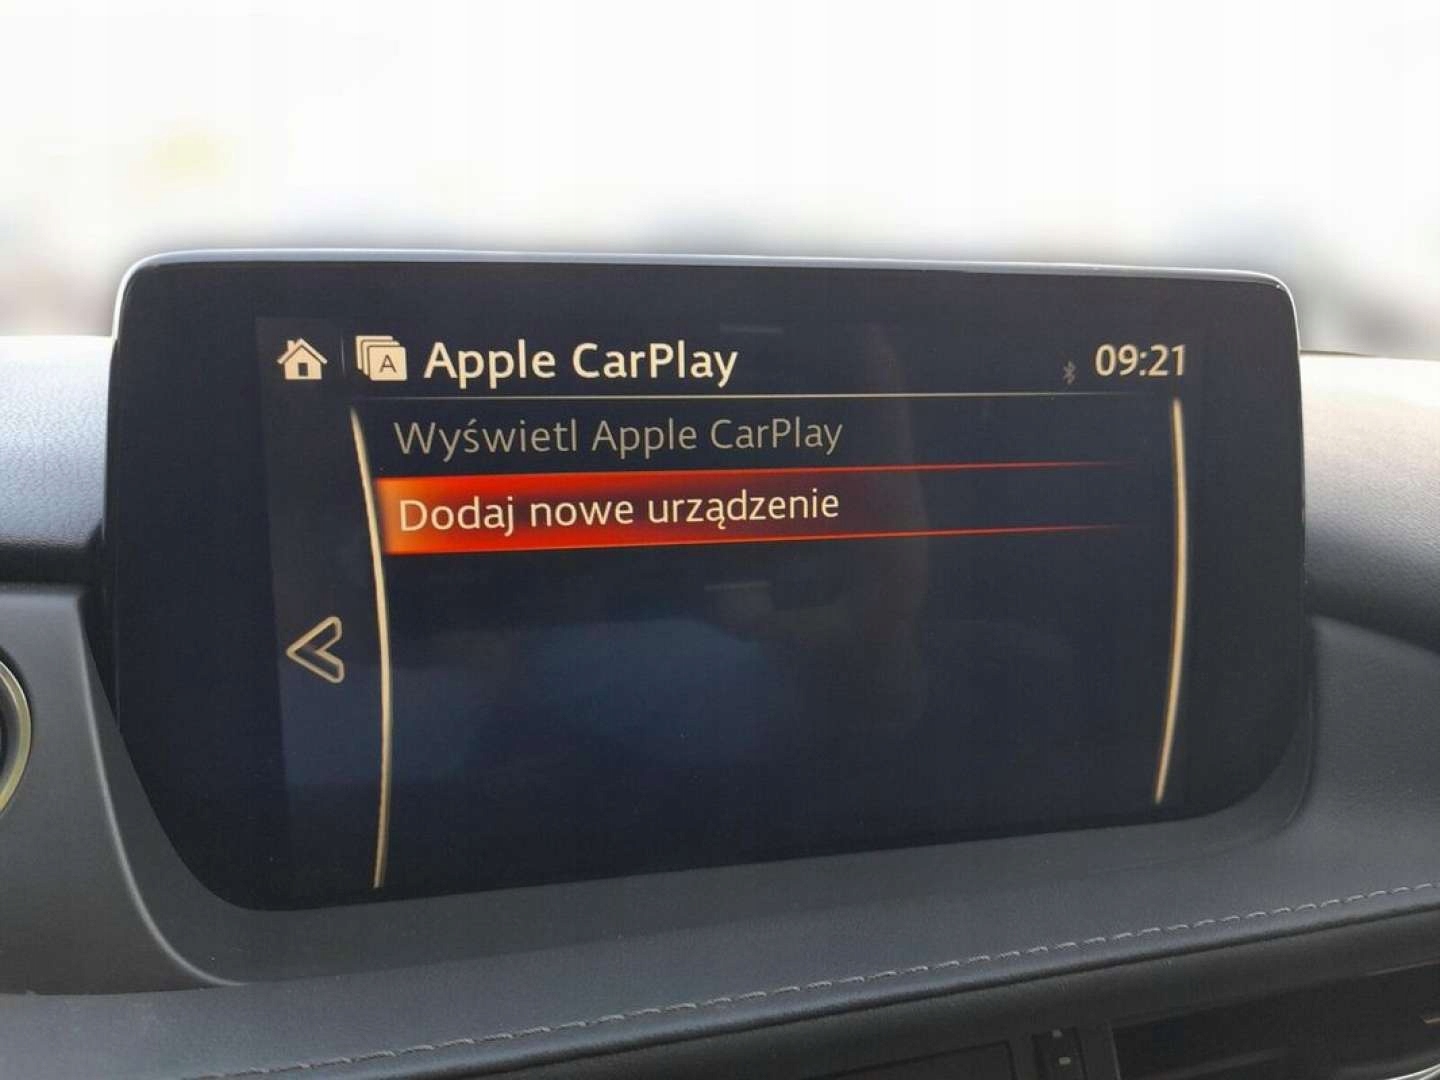 A Apple CarPlay 09:21
Wyświetl Apple CarPlay
Dodaj nowe urządzenie